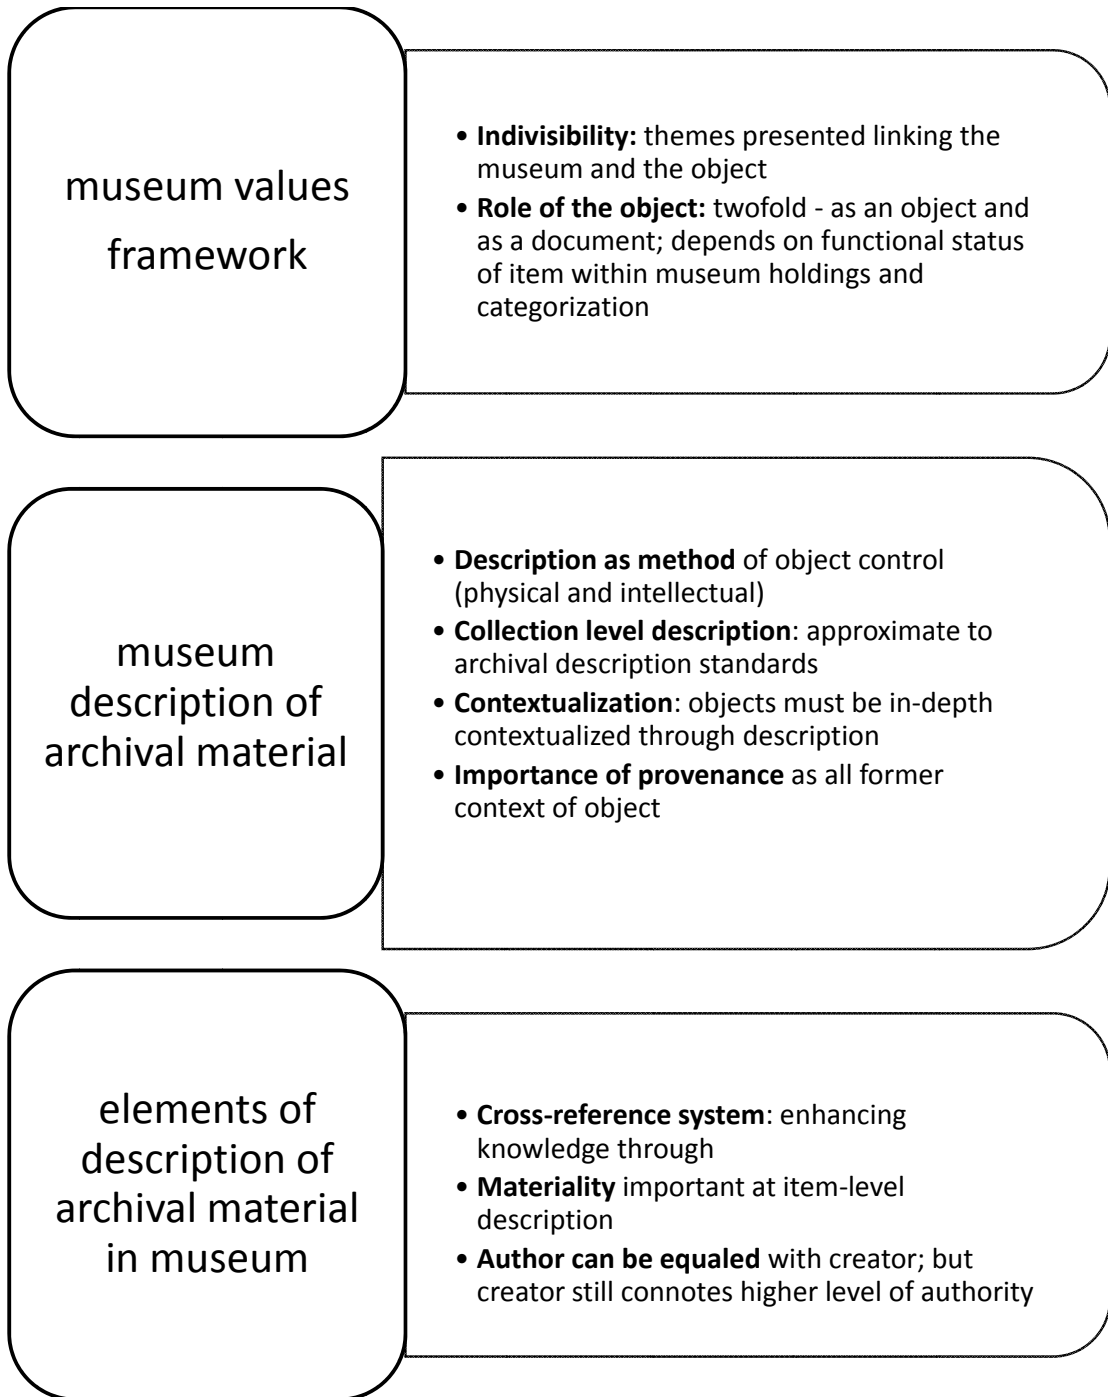 museum values
framework
• Indivisibility: themes presented linking the
museum and the object
• Role of the object: twofold - as an object and
as a document; depends on functional status
of item within museum holdings and
categorization
museum
description of
archival material
• Description as method of object control
(physical and intellectual)
• Collection level description: approximate to
archival description standards
• Contextualization: objects must be in-depth
contextualized through description
• Importance of provenance as all former
context of object
elements of
description of
archival material
in museum
• Cross-reference system: enhancing
knowledge through
• Materiality important at item-level
description
• Author can be equaled with creator; but
creator still connotes higher level of authority